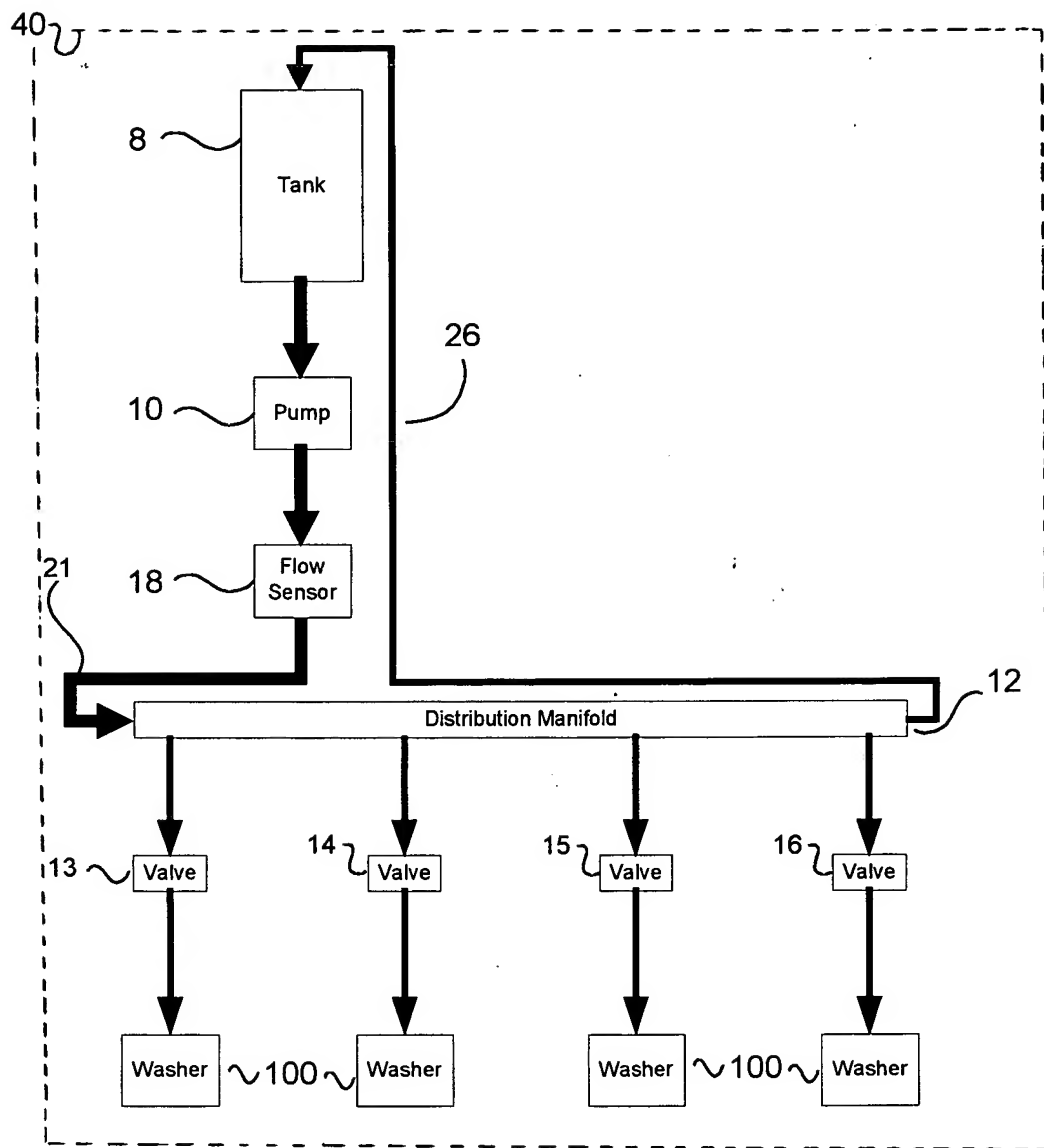 40
8
Tank
26
10
Pump
21
18
Flow
Sensor
12
Distribution Manifold
13
Valve
14
Valve
15
Valve
16
Valve
Washer
100
Washer
Washer
100
Washer